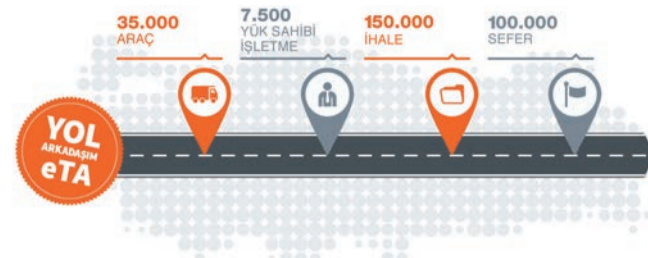 35.000
ARAÇ
7.500
YÜK SAHİBİ
İŞLETME
150.000
İHALE
100.000
SEFER
YOL
ARKADAŞIM
eTA